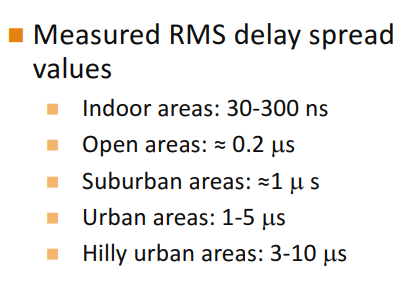 Measured RMS delay spread
values
Indoor areas: 30-300 ns
Open areas: ≈ 0.2 μs
Suburban areas: ≈1 μ s
Urban areas: 1-5 μs
Hilly urban areas: 3-10 μs